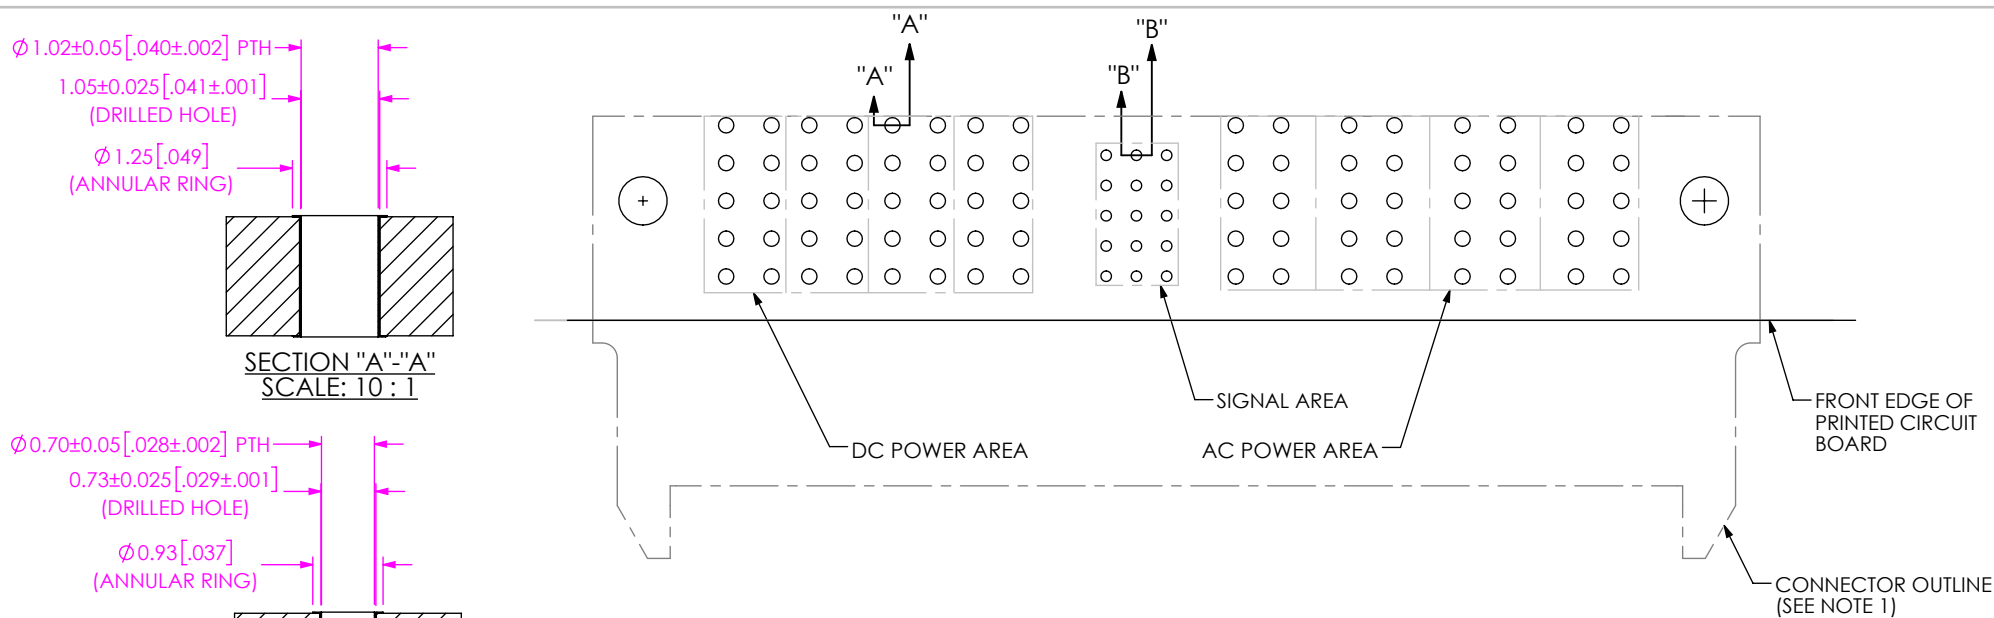 Ø1.02±0.05[.040±.002] PTH
1.05±0.025[.041±.001]
(DRILLED HOLE)
Ø1.25[.049]
(ANNULAR RING)
SECTION "A"-"A"
SCALE: 10 : 1
Ø0.70±0.05[.028±.002] PTH
0.73±0.025[.029±.001]
(DRILLED HOLE)
Ø0.93[.037]
(ANNULAR RING)
"A"
"A"
"B"
"B"
DC POWER AREA
SIGNAL AREA
AC POWER AREA
FRONT EDGE OF
PRINTED CIRCUIT
BOARD
CONNECTOR OUTLINE
(SEE NOTE 1)